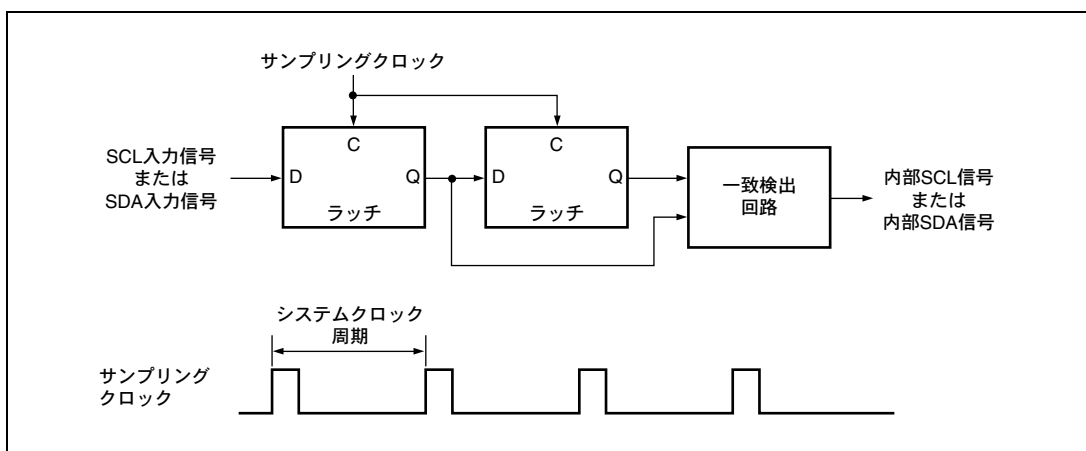 サンプリングクロック
SCL入力信号
または
SDA入力信号
C
D
Q
ラッチ
C
D
Q
ラッチ
一致検出
回路
内部SCL信号
または
内部SDA信号
システムクロック
周期
サンプリング
クロック